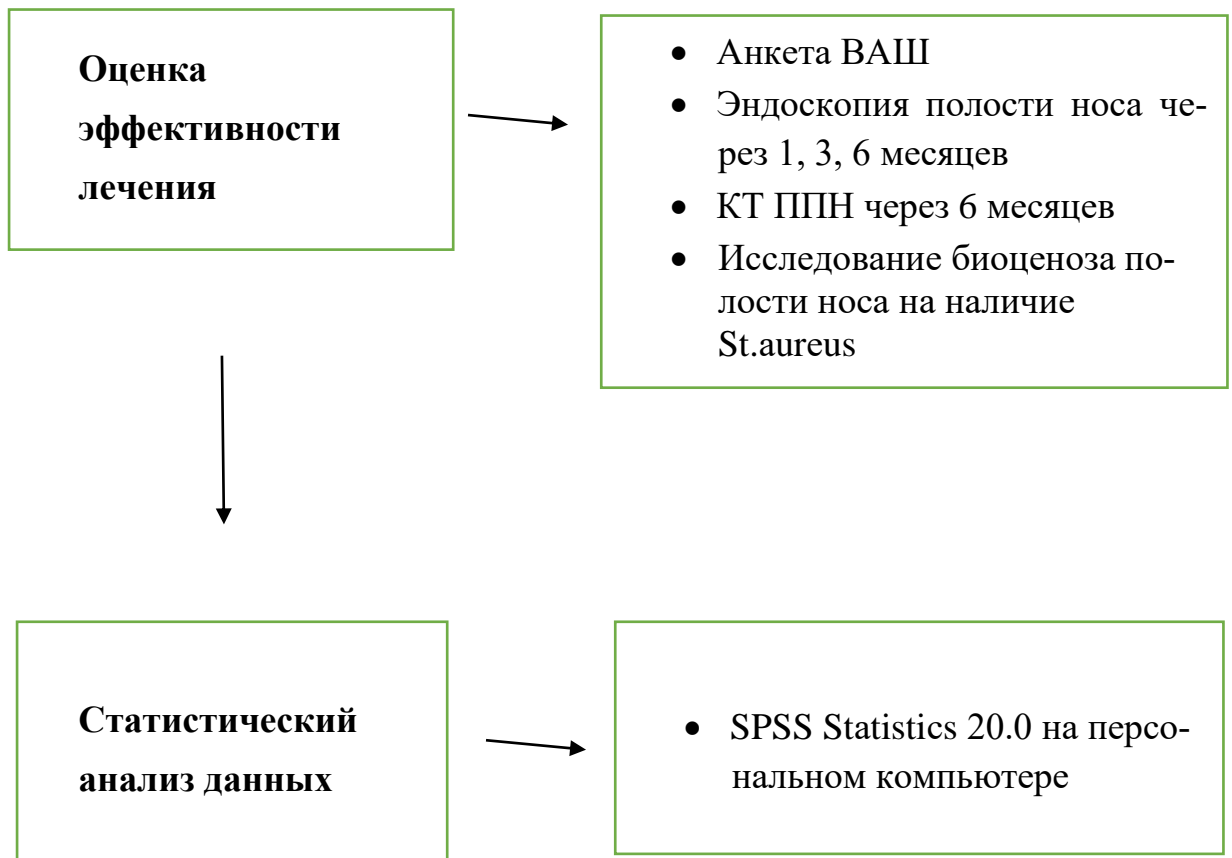 Оценка
эффективности
лечения
• Анкета ВАШ
• Эндоскопия полости носа че-
рез 1, 3, 6 месяцев
• КТ ППН через 6 месяцев
• Исследование биоценоза по-
лости носа на наличие
St.aureus
Статистический
анализ данных
• SPSS Statistics 20.0 на персо-
нальном компьютере